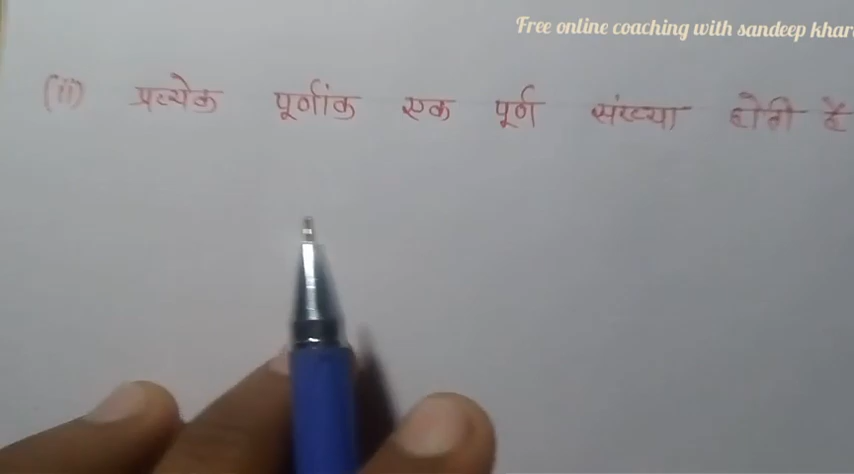 Free online coaching with sandeep khar
(ii) प्रत्येक पूर्णांक एक पूर्ण संख्या होती है